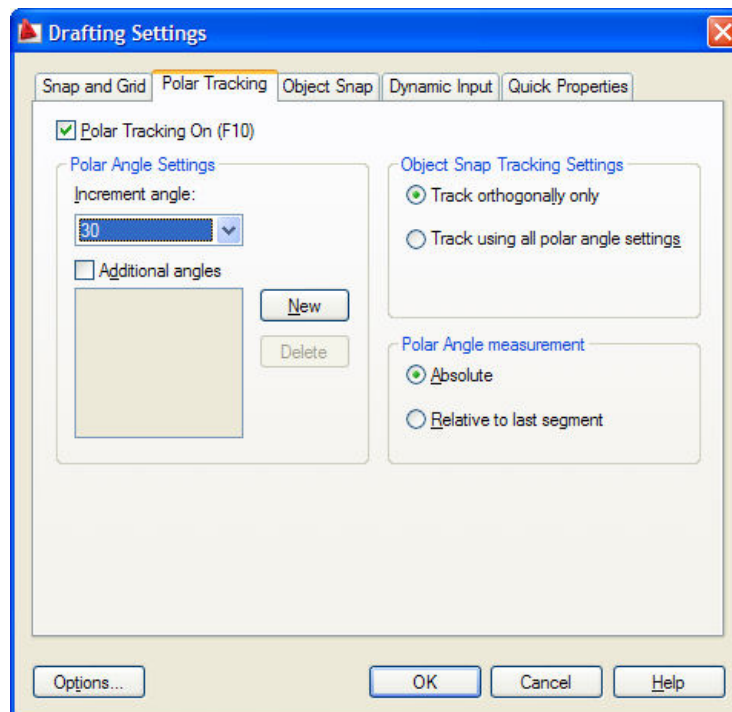 Drafting Settings
Snap and Grid Polar Tracking Object Snap Dynamic Input Quick Properties
Polar Tracking On (F10)
Polar Angle Settings
Increment angle:
30
Additional angles
New
Delete
Object Snap Tracking Settings
Track orthogonally only
Track using all polar angle settings
Polar Angle measurement
Absolute
Relative to last segment
Options... OK Cancel Help